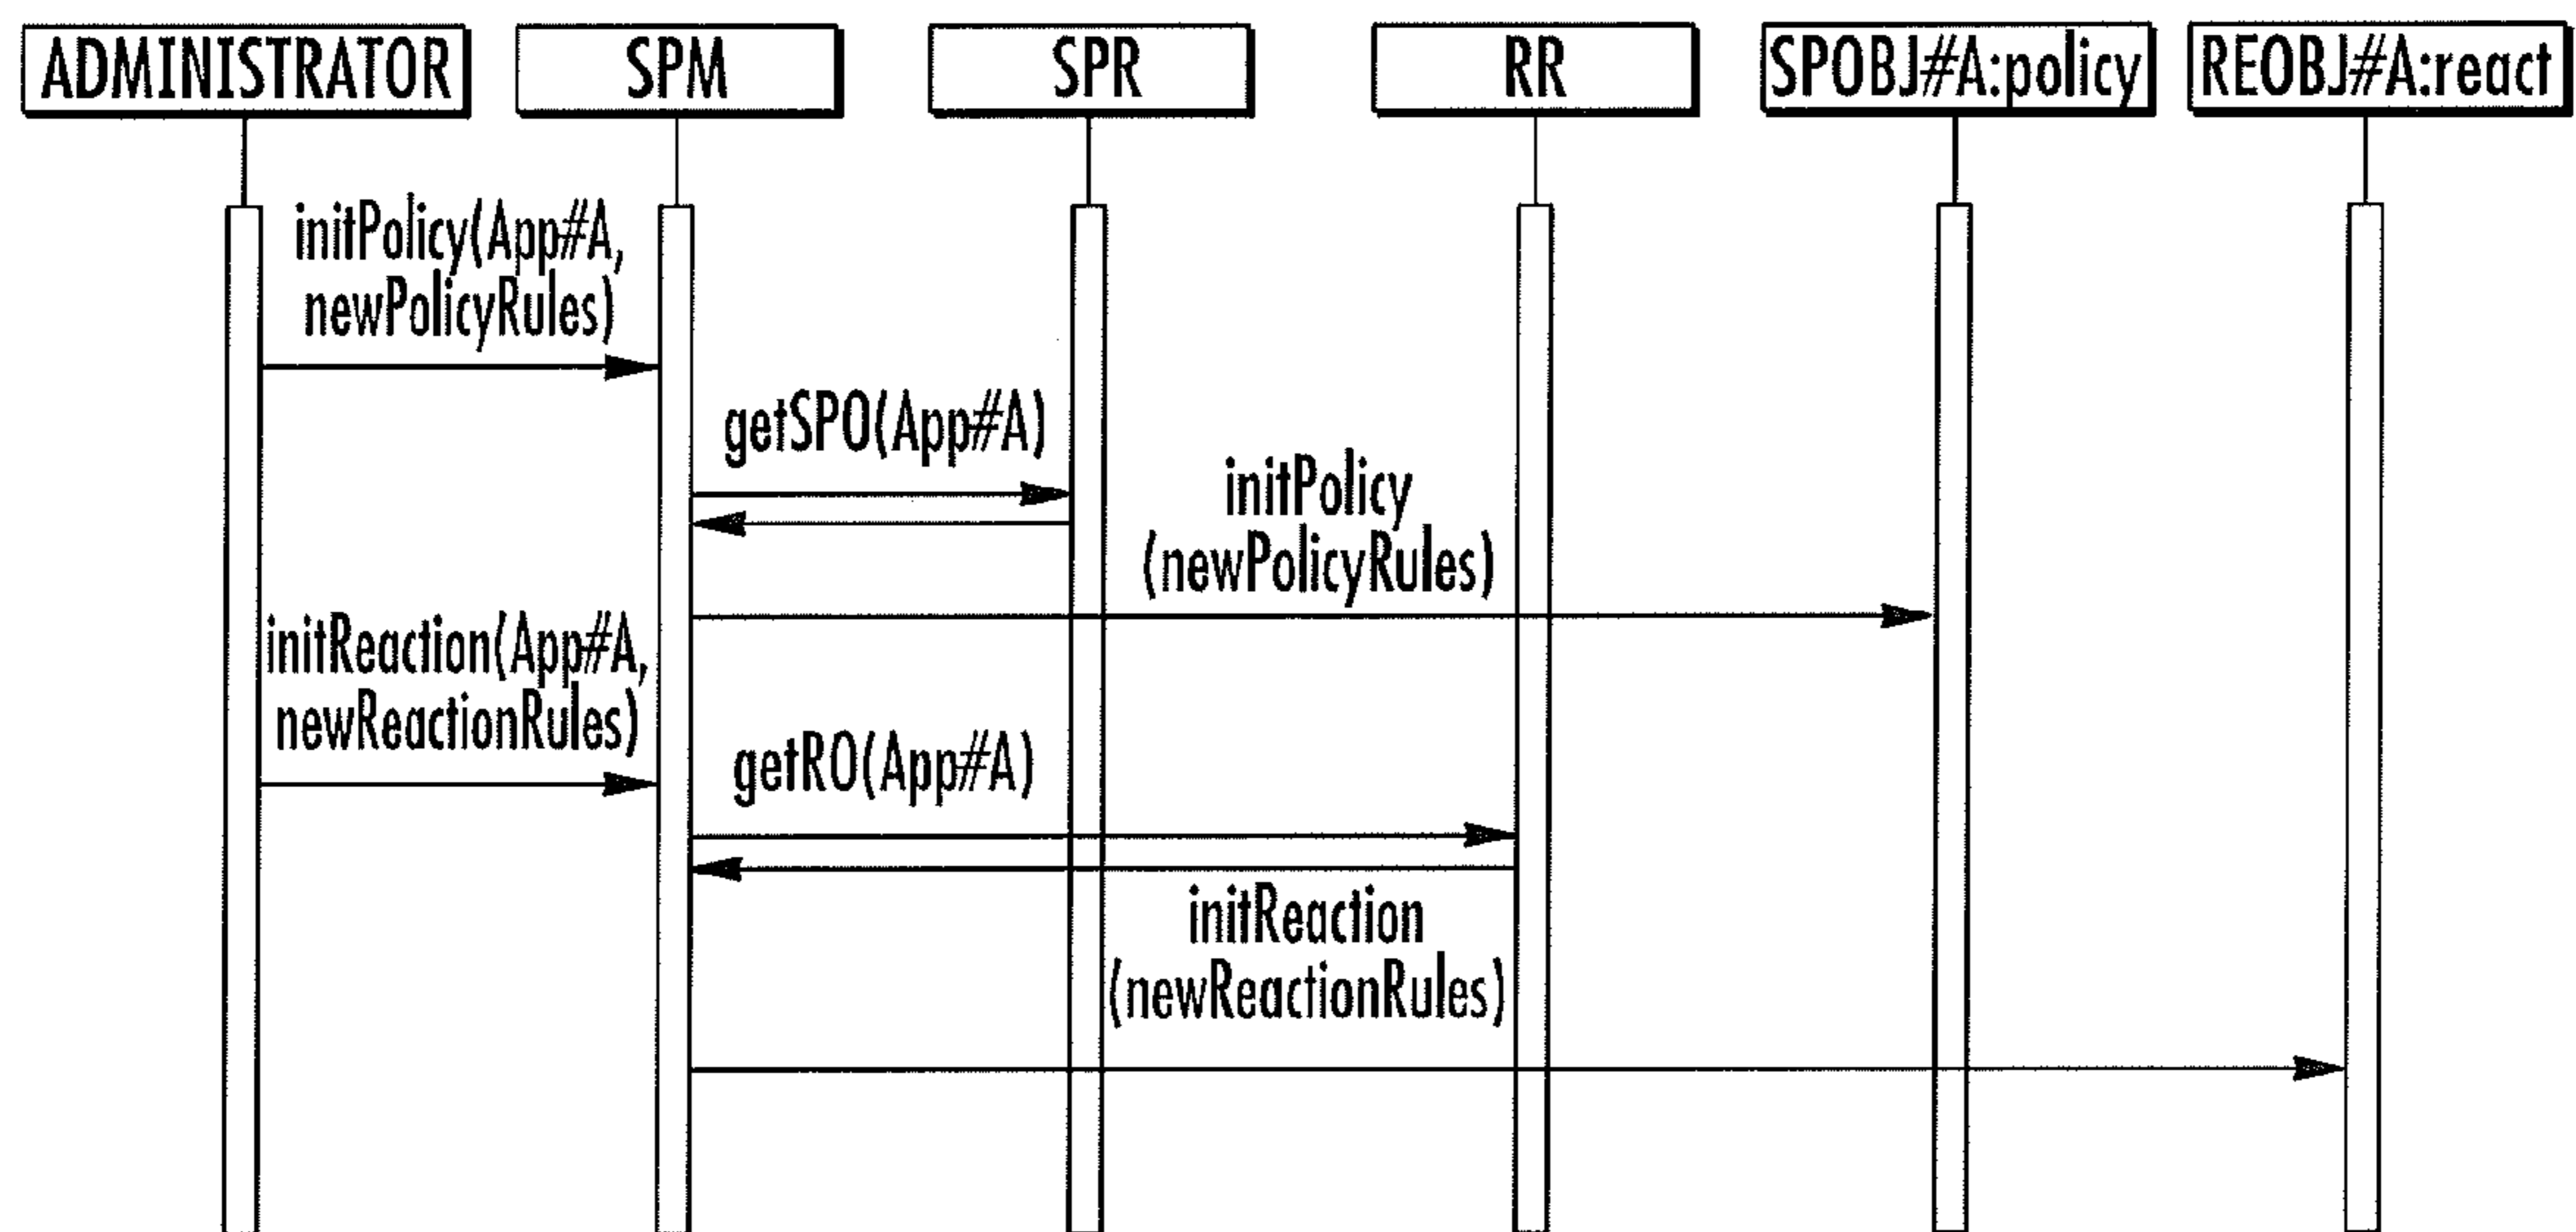 ADMINISTRATOR
SPM
SPR
RR
SPOBJ#A:policy
REOBJ#A:react
initPolicy(App#A,
newPolicyRules)
getSPO(App#A)
initPolicy
(newPolicyRules)
initReaction(App#A,
newReactionRules)
getRO(App#A)
initReaction
(newReactionRules)